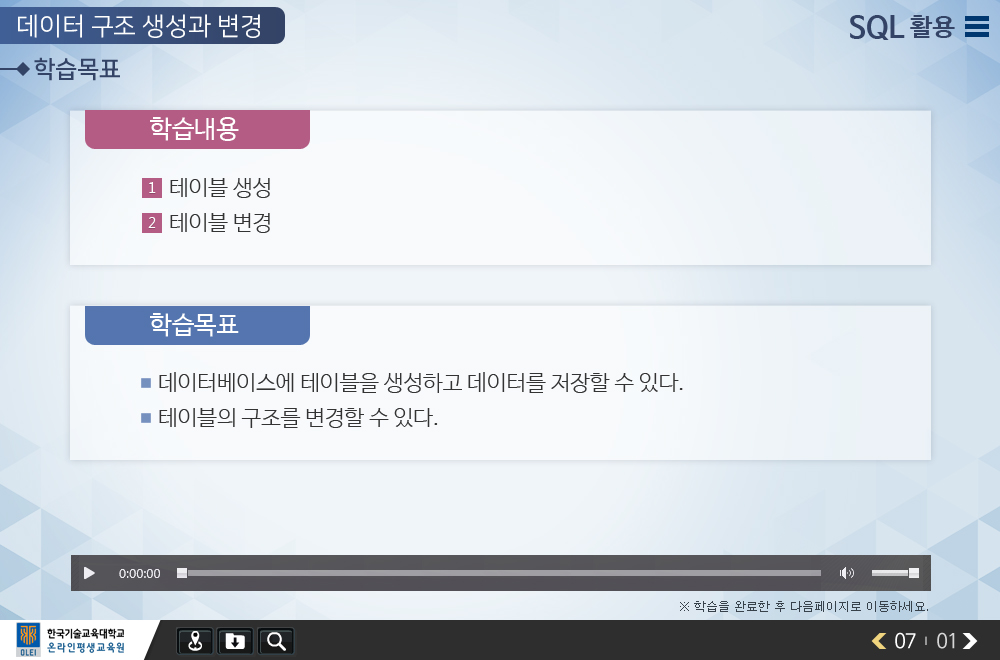 데이터 구조 생성과 변경
SQL 활용
학습목표
학습내용
1 테이블 생성
2 테이블 변경
학습목표
데이터베이스에 테이블을 생성하고 데이터를 저장할 수 있다.
테이블의 구조를 변경할 수 있다.
0:00:00
※ 학습을 완료한 후 다음페이지로 이동하세요.
OLEI
한국기술교육대학교
온라인평생교육원
07 | 01